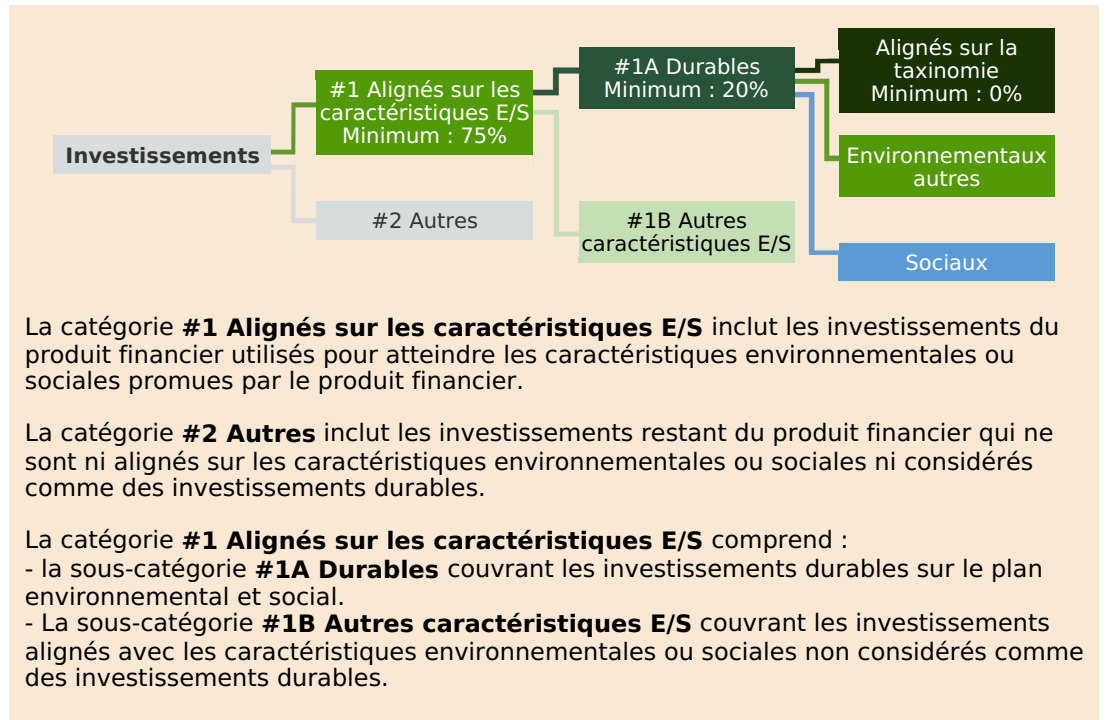 Investissements
#1 Alignés sur les
caractéristiques E/S
Minimum : 75%
#2 Autres
#1A Durables
Minimum : 20%
#1B Autres
caractéristiques E/S
Alignés sur la
taxinomie
Minimum : 0%
Environnementaux
autres
Sociaux
La catégorie #1 Alignés sur les caractéristiques E/S inclut les investissements du
produit financier utilisés pour atteindre les caractéristiques environnementales ou
sociales promues par le produit financier.
La catégorie #2 Autres inclut les investissements restant du produit financier qui ne
sont ni alignés sur les caractéristiques environnementales ou sociales ni considérés
comme des investissements durables.
La catégorie #1 Alignés sur les caractéristiques E/S comprend :
- la sous-catégorie #1A Durables couvrant les investissements durables sur le plan
environnemental et social.
- La sous-catégorie #1B Autres caractéristiques E/S couvrant les investissements
alignés avec les caractéristiques environnementales ou sociales non considérés comme
des investissements durables.